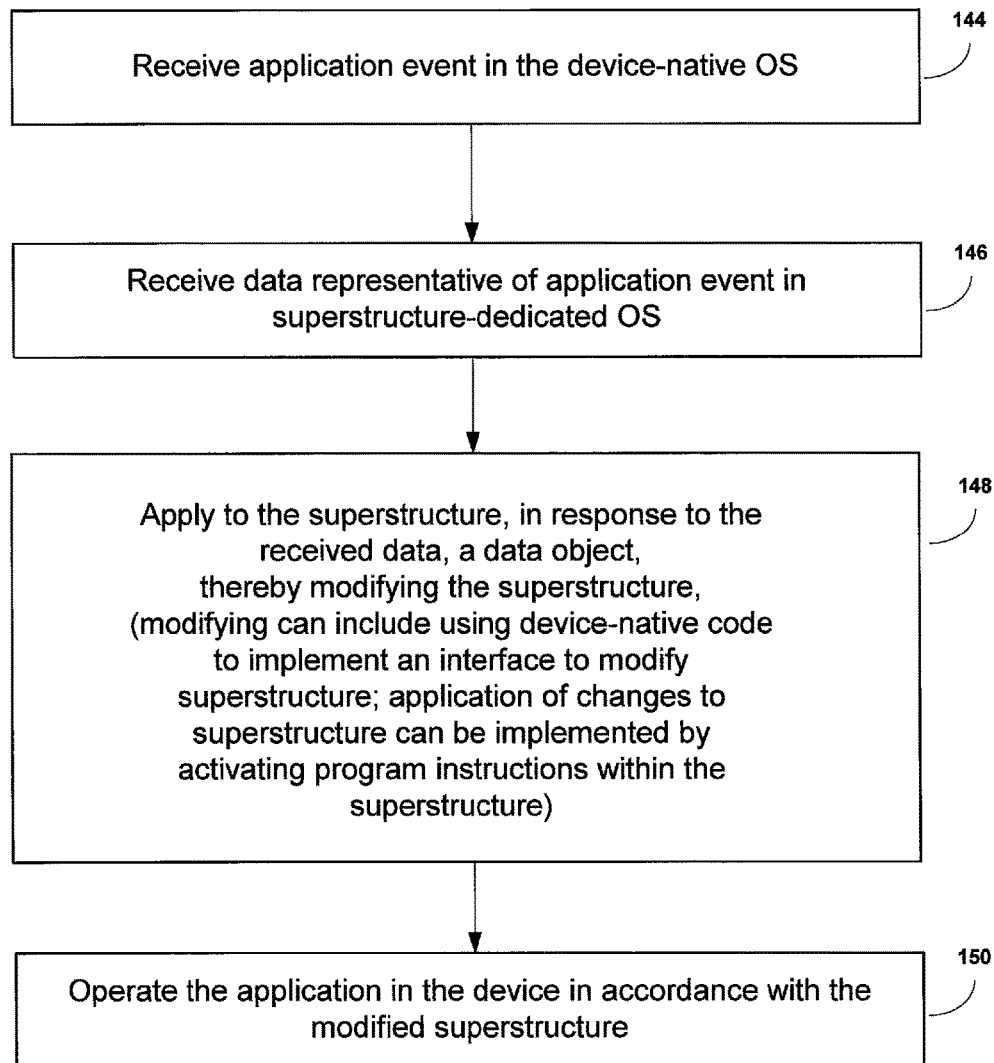 144
Receive application event in the device-native OS
146
Receive data representative of application event in
superstructure-dedicated OS
148
Apply to the superstructure, in response to the
received data, a data object,
thereby modifying the superstructure,
(modifying can include using device-native code
to implement an interface to modify
superstructure; application of changes to
superstructure can be implemented by
activating program instructions within the
superstructure)
150
Operate the application in the device in accordance with the
modified superstructure